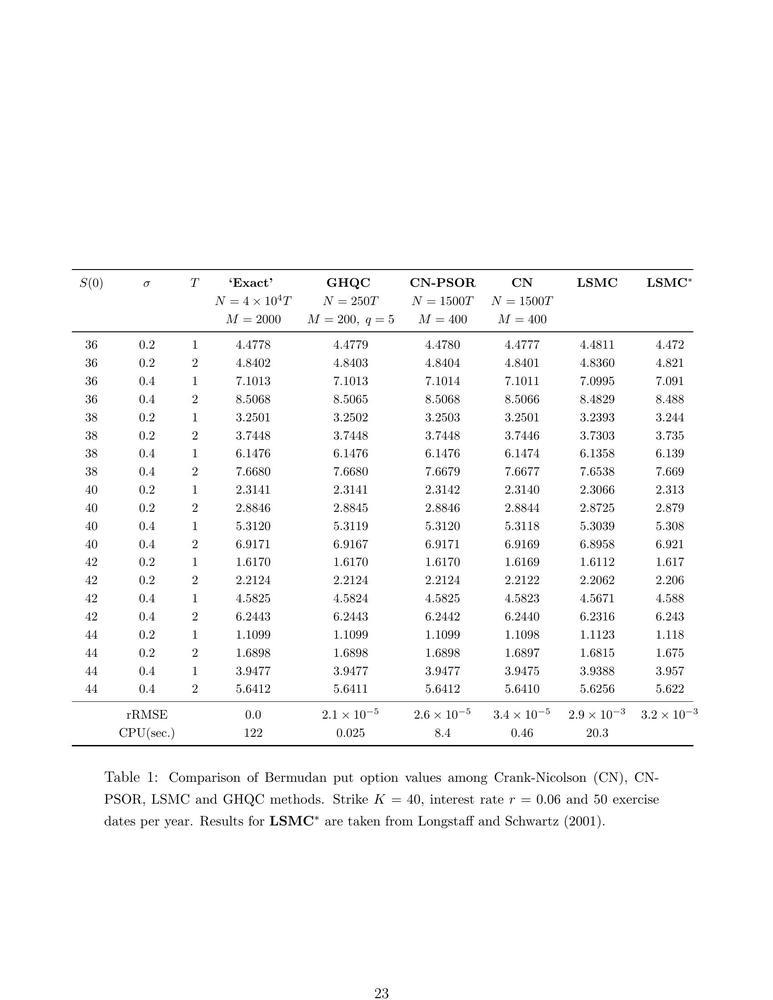 S(0) σ T ‘Exact’ GHQC CN-PSOR CN LSMC LSMC*
N = 4 × 10⁴T N = 250T N = 1500T N = 1500T
M = 2000 M = 200, q = 5 M = 400 M = 400
36 0.2 1 4.4778 4.4779 4.4780 4.4777 4.4811 4.472
36 0.2 2 4.8402 4.8403 4.8404 4.8401 4.8360 4.821
36 0.4 1 7.1013 7.1013 7.1014 7.1011 7.0995 7.091
36 0.4 2 8.5068 8.5065 8.5068 8.5066 8.4829 8.488
38 0.2 1 3.2501 3.2502 3.2503 3.2501 3.2393 3.244
38 0.2 2 3.7448 3.7448 3.7448 3.7446 3.7303 3.735
38 0.4 1 6.1476 6.1476 6.1476 6.1474 6.1358 6.139
38 0.4 2 7.6680 7.6680 7.6679 7.6677 7.6538 7.669
40 0.2 1 2.3141 2.3141 2.3142 2.3140 2.3066 2.313
40 0.2 2 2.8846 2.8845 2.8846 2.8844 2.8725 2.879
40 0.4 1 5.3120 5.3119 5.3120 5.3118 5.3039 5.308
40 0.4 2 6.9171 6.9167 6.9171 6.9169 6.8958 6.921
42 0.2 1 1.6170 1.6170 1.6170 1.6169 1.6112 1.617
42 0.2 2 2.2124 2.2124 2.2124 2.2122 2.2062 2.206
42 0.4 1 4.5825 4.5824 4.5825 4.5823 4.5671 4.588
42 0.4 2 6.2443 6.2443 6.2442 6.2440 6.2316 6.243
44 0.2 1 1.1099 1.1099 1.1099 1.1098 1.1123 1.118
44 0.2 2 1.6898 1.6898 1.6898 1.6897 1.6815 1.675
44 0.4 1 3.9477 3.9477 3.9477 3.9475 3.9388 3.957
44 0.4 2 5.6412 5.6411 5.6412 5.6410 5.6256 5.622
rRMSE 0.0 2.1 × 10⁻⁵ 2.6 × 10⁻⁵ 3.4 × 10⁻⁵ 2.9 × 10⁻³ 3.2 × 10⁻³
CPU(sec.) 122 0.025 8.4 0.46 20.3
Table 1: Comparison of Bermudan put option values among Crank-Nicolson (CN), CN-
PSOR, LSMC and GHQC methods. Strike K = 40, interest rate r = 0.06 and 50 exercise
dates per year. Results for LSMC* are taken from Longstaff and Schwartz (2001).
23